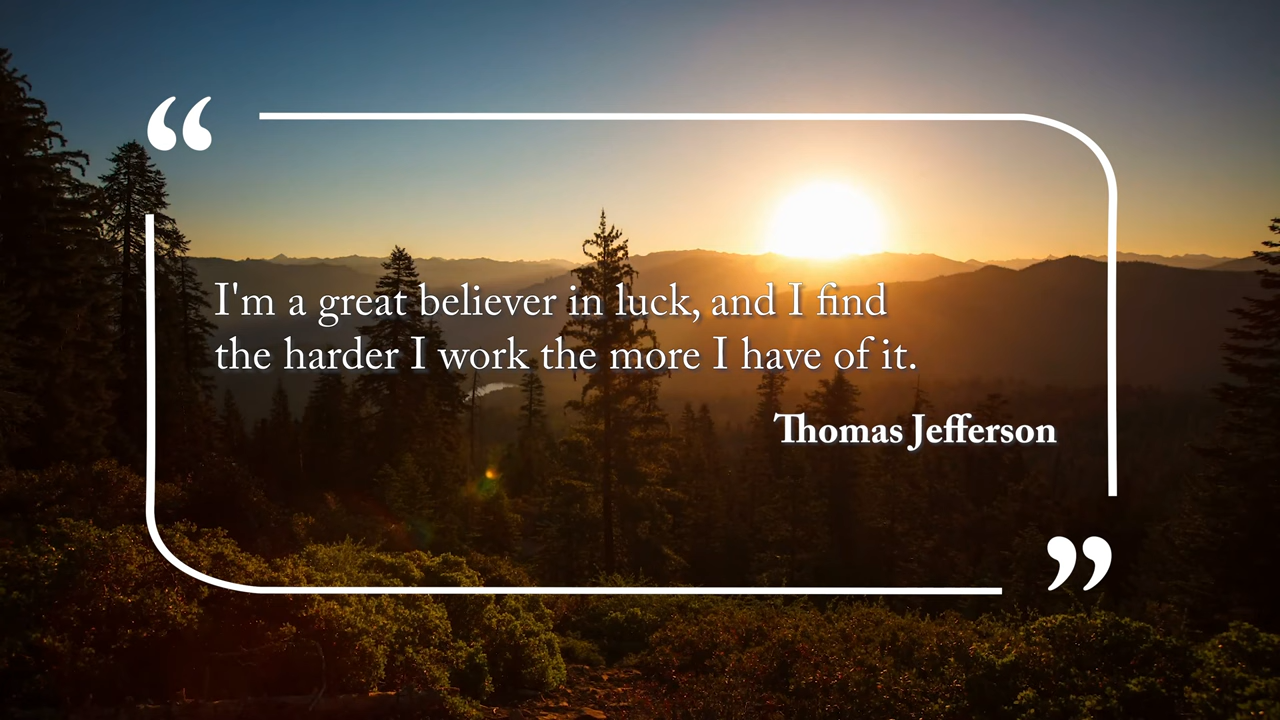 “
I'm a great believer in luck, and I find
the harder I work the more I have of it.
Thomas Jefferson
”